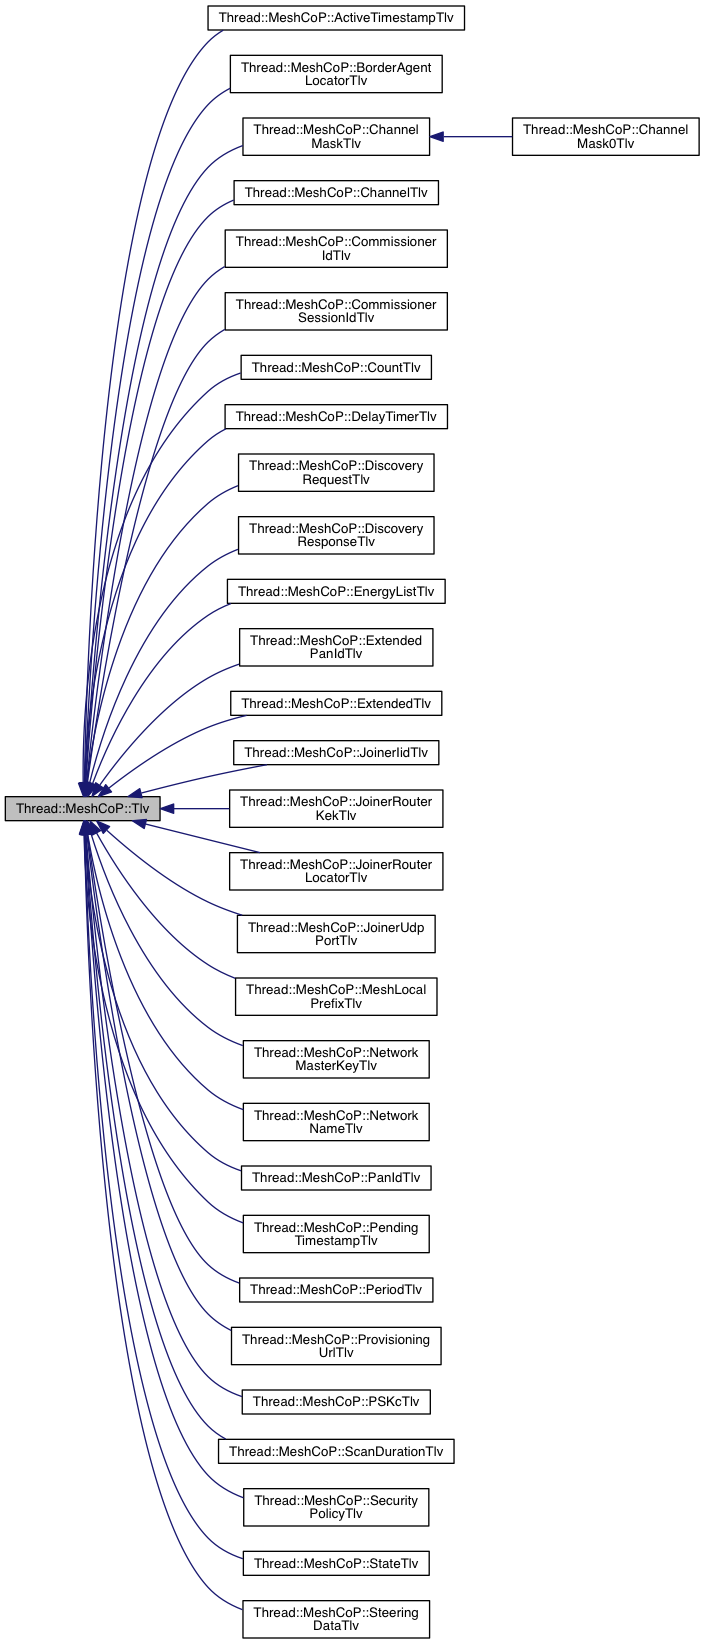 Thread::MeshCoP::ActiveTimestampTlv
Thread::MeshCoP::BorderAgent
LocatorTlv
Thread::MeshCoP::Channel
MaskTlv
Thread::MeshCoP::Channel
Mask0Tlv
Thread::MeshCoP::ChannelTlv
Thread::MeshCoP::Commissioner
IdTlv
Thread::MeshCoP::Commissioner
SessionIdTlv
Thread::MeshCoP::CountTlv
Thread::MeshCoP::DelayTimerTlv
Thread::MeshCoP::Discovery
RequestTlv
Thread::MeshCoP::Discovery
ResponseTlv
Thread::MeshCoP::EnergyListTlv
Thread::MeshCoP::Extended
PanIdTlv
Thread::MeshCoP::ExtendedTlv
Thread::MeshCoP::JoinerIidTlv
Thread::MeshCoP::Tlv
Thread::MeshCoP::JoinerRouter
KekTlv
Thread::MeshCoP::JoinerRouter
LocatorTlv
Thread::MeshCoP::JoinerUdp
PortTlv
Thread::MeshCoP::MeshLocal
PrefixTlv
Thread::MeshCoP::Network
MasterKeyTlv
Thread::MeshCoP::Network
NameTlv
Thread::MeshCoP::PanIdTlv
Thread::MeshCoP::Pending
TimestampTlv
Thread::MeshCoP::PeriodTlv
Thread::MeshCoP::Provisioning
UrlTlv
Thread::MeshCoP::PSKcTlv
Thread::MeshCoP::ScanDurationTlv
Thread::MeshCoP::Security
PolicyTlv
Thread::MeshCoP::StateTlv
Thread::MeshCoP::Steering
DataTlv